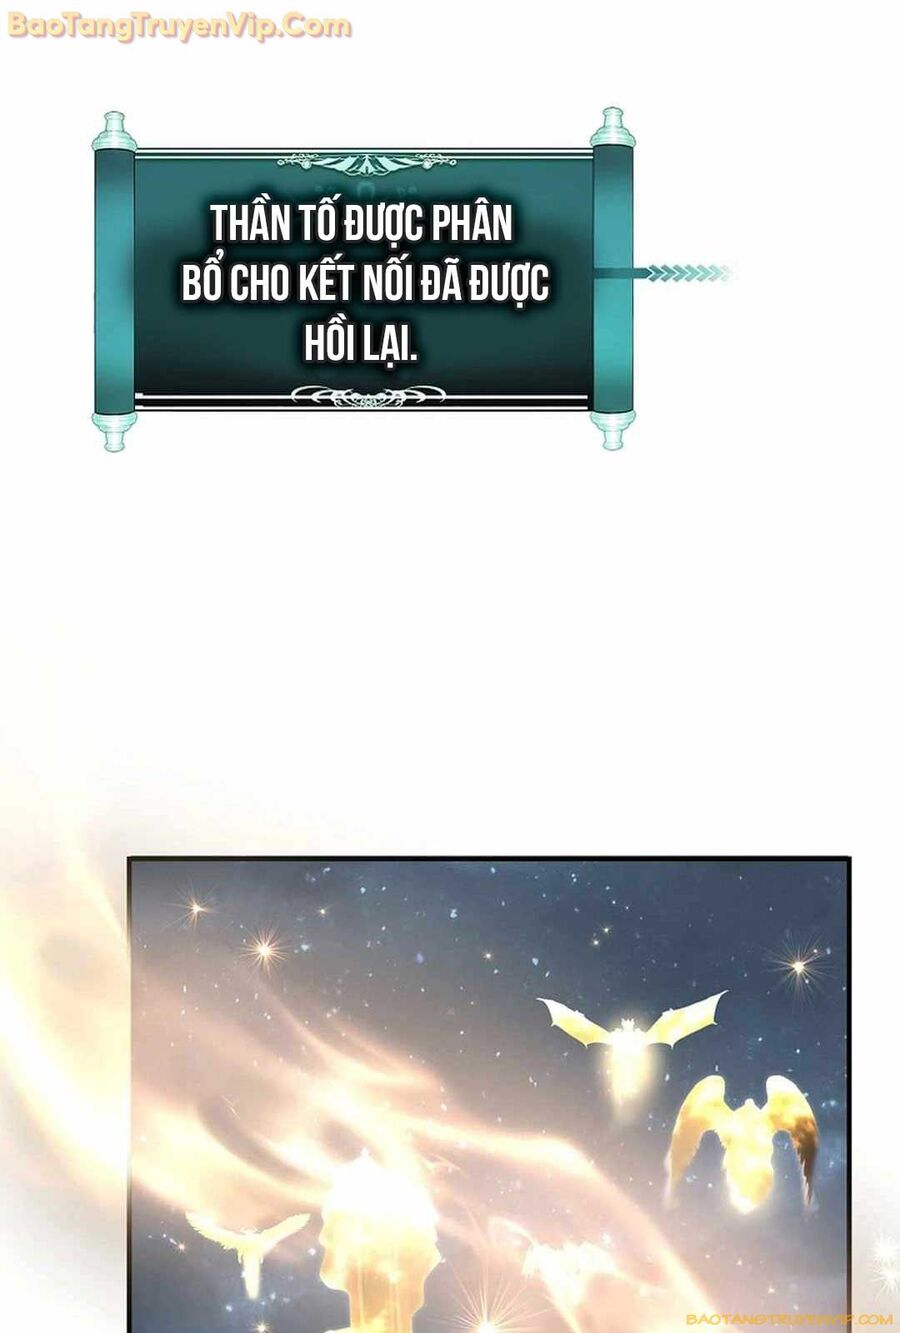 BaoTangTruyenVip.Com
THẦN TỐ ĐƯỢC PHÂN
BỔ CHO KẾT NỐI ĐÃ ĐƯỢC
HỒI LẠI.
BAOTANGTRUYENVIP.COM